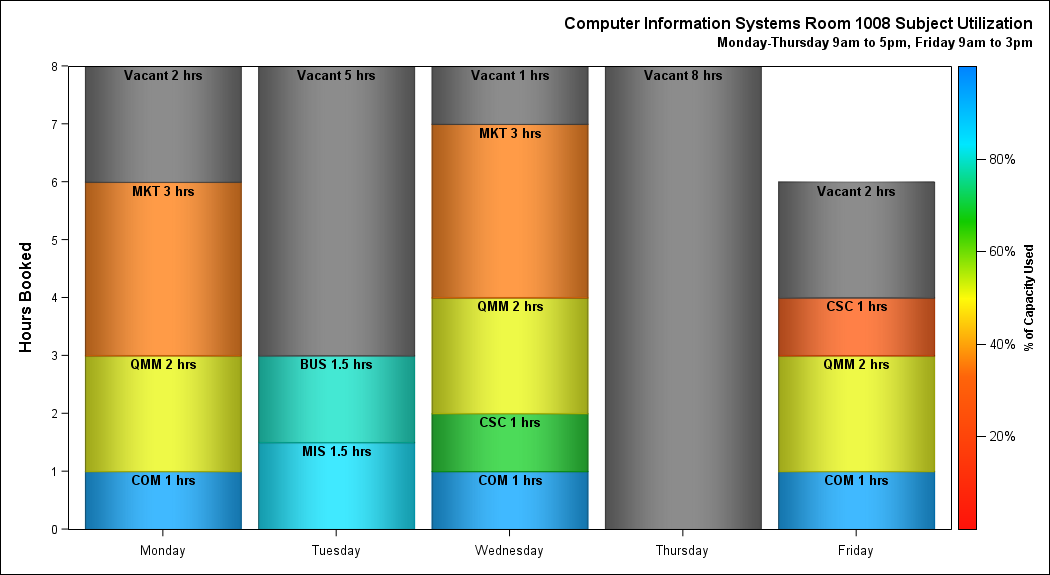 Computer Information Systems Room 1008 Subject Utilization
Monday-Thursday 9am to 5pm, Friday 9am to 3pm
Hours Booked
8
7
6
5
4
3
2
1
0
Vacant 2 hrs
MKT 3 hrs
QMM 2 hrs
COM 1 hrs
Vacant 5 hrs
BUS 1.5 hrs
MIS 1.5 hrs
Vacant 1 hrs
MKT 3 hrs
QMM 2 hrs
CSC 1 hrs
COM 1 hrs
Vacant 8 hrs
Vacant 2 hrs
CSC 1 hrs
QMM 2 hrs
COM 1 hrs
Monday
Tuesday
Wednesday
Thursday
Friday
80%
60%
40%
20%
% of Capacity Used